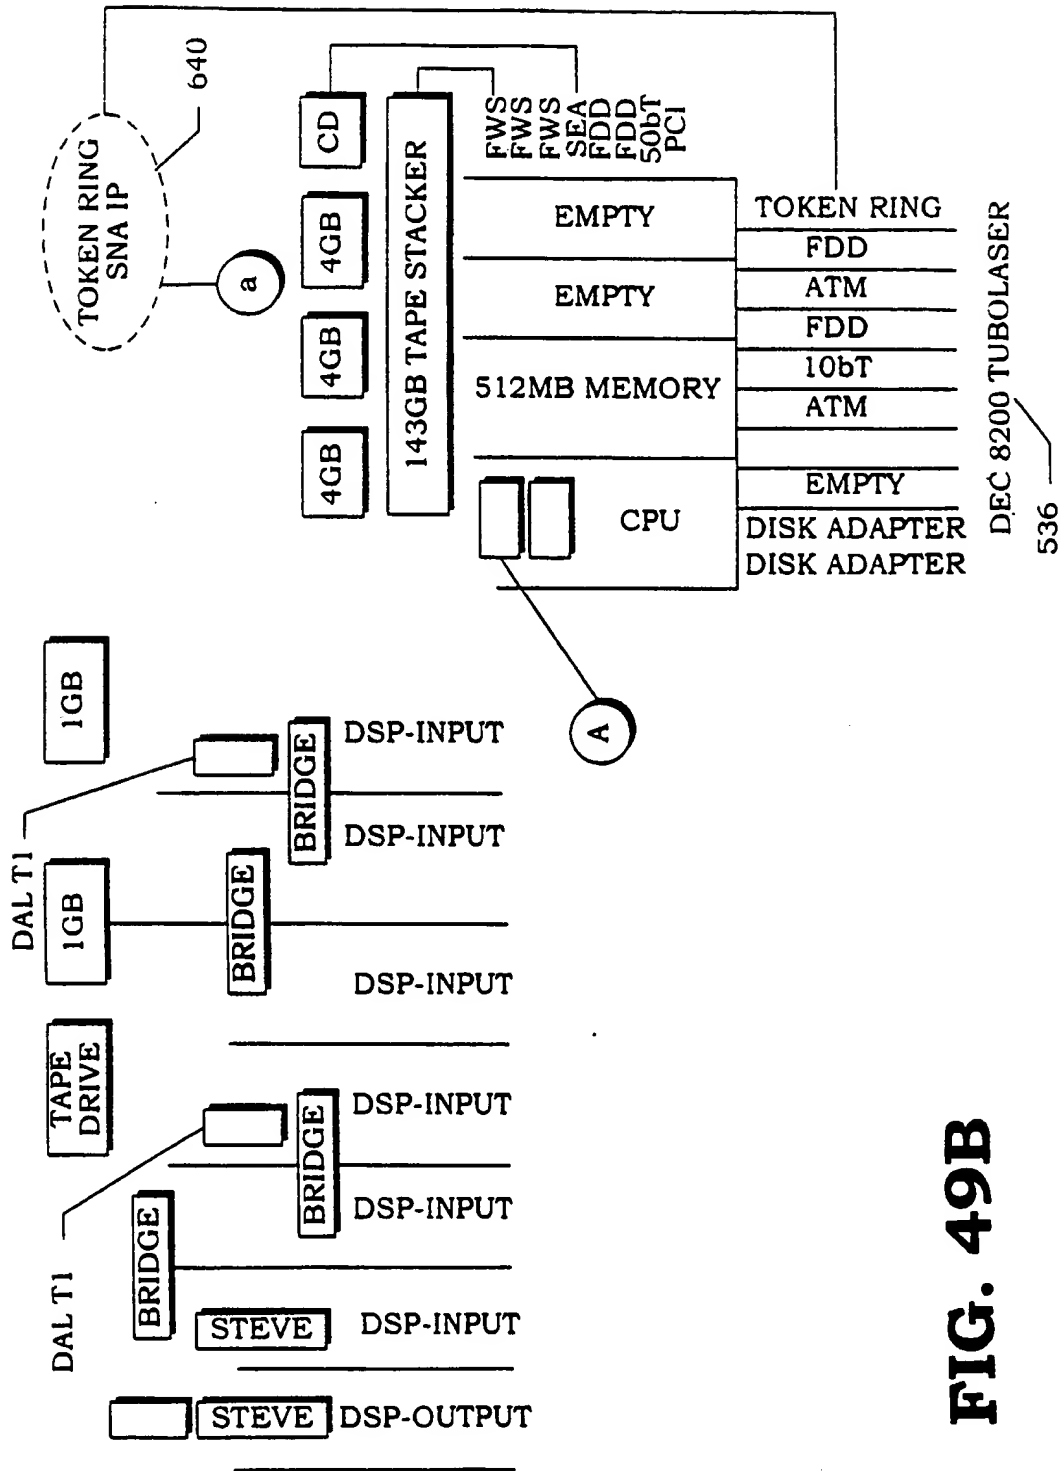 DAL T1
DAL T1
TAPE
DRIVE
1GB
1GB
BRIDGE
BRIDGE
BRIDGE
BRIDGE
STEVE
STEVE
DSP-OUTPUT
DSP-INPUT
DSP-INPUT
DSP-INPUT
DSP-INPUT
DSP-INPUT
DSP-INPUT
A
TOKEN RING
SNA IP
640
a
4GB
4GB
4GB
CD
143GB TAPE STACKER
CPU
512MB MEMORY
EMPTY
EMPTY
FWS
FWS
FWS
SEA
FDD
FDD
50bT
PCI
DISK ADAPTER
DISK ADAPTER
EMPTY
ATM
10bT
FDD
ATM
FDD
TOKEN RING
DEC 8200 TUBOLASER
536
FIG. 49B